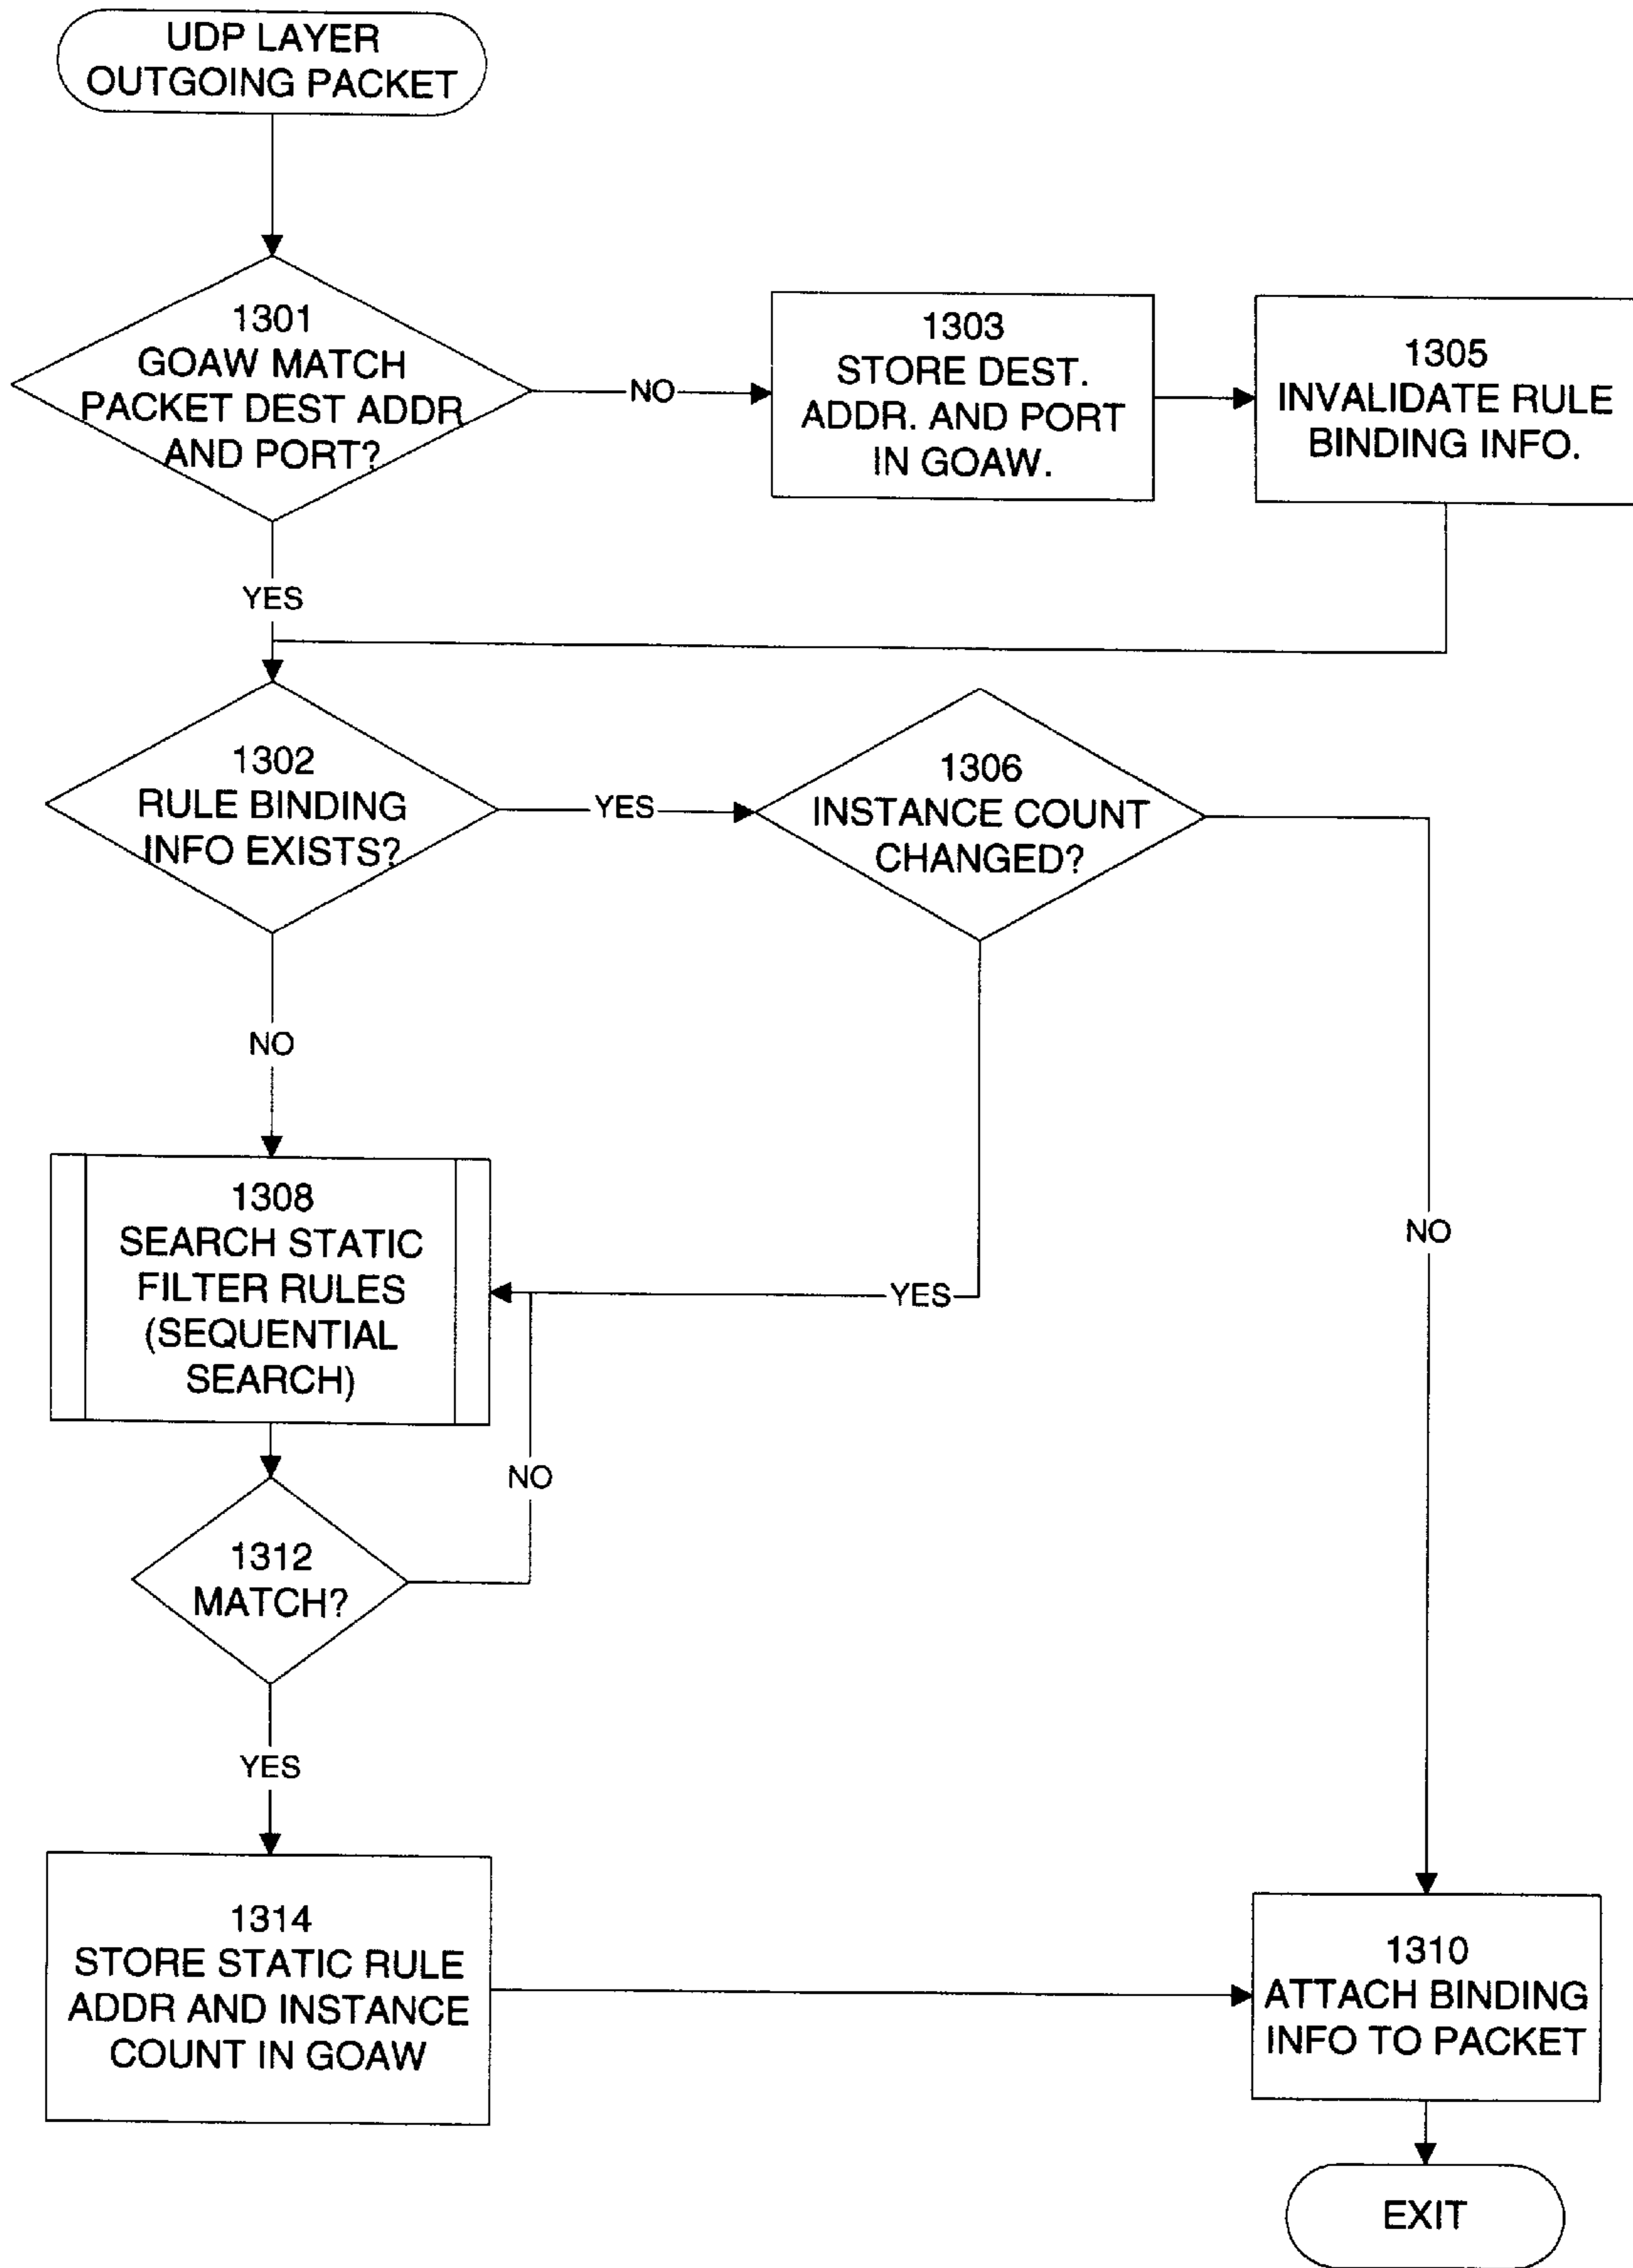 UDP LAYER
OUTGOING PACKET
1301
GOAW MATCH
PACKET DEST ADDR
AND PORT?
NO
1303
STORE DEST.
ADDR. AND PORT
IN GOAW.
1305
INVALIDATE RULE
BINDING INFO.
YES
1302
RULE BINDING
INFO EXISTS?
YES
1306
INSTANCE COUNT
CHANGED?
NO
NO
1308
SEARCH STATIC
FILTER RULES
(SEQUENTIAL
SEARCH)
YES
NO
1312
MATCH?
YES
1314
STORE STATIC RULE
ADDR AND INSTANCE
COUNT IN GOAW
1310
ATTACH BINDING
INFO TO PACKET
EXIT